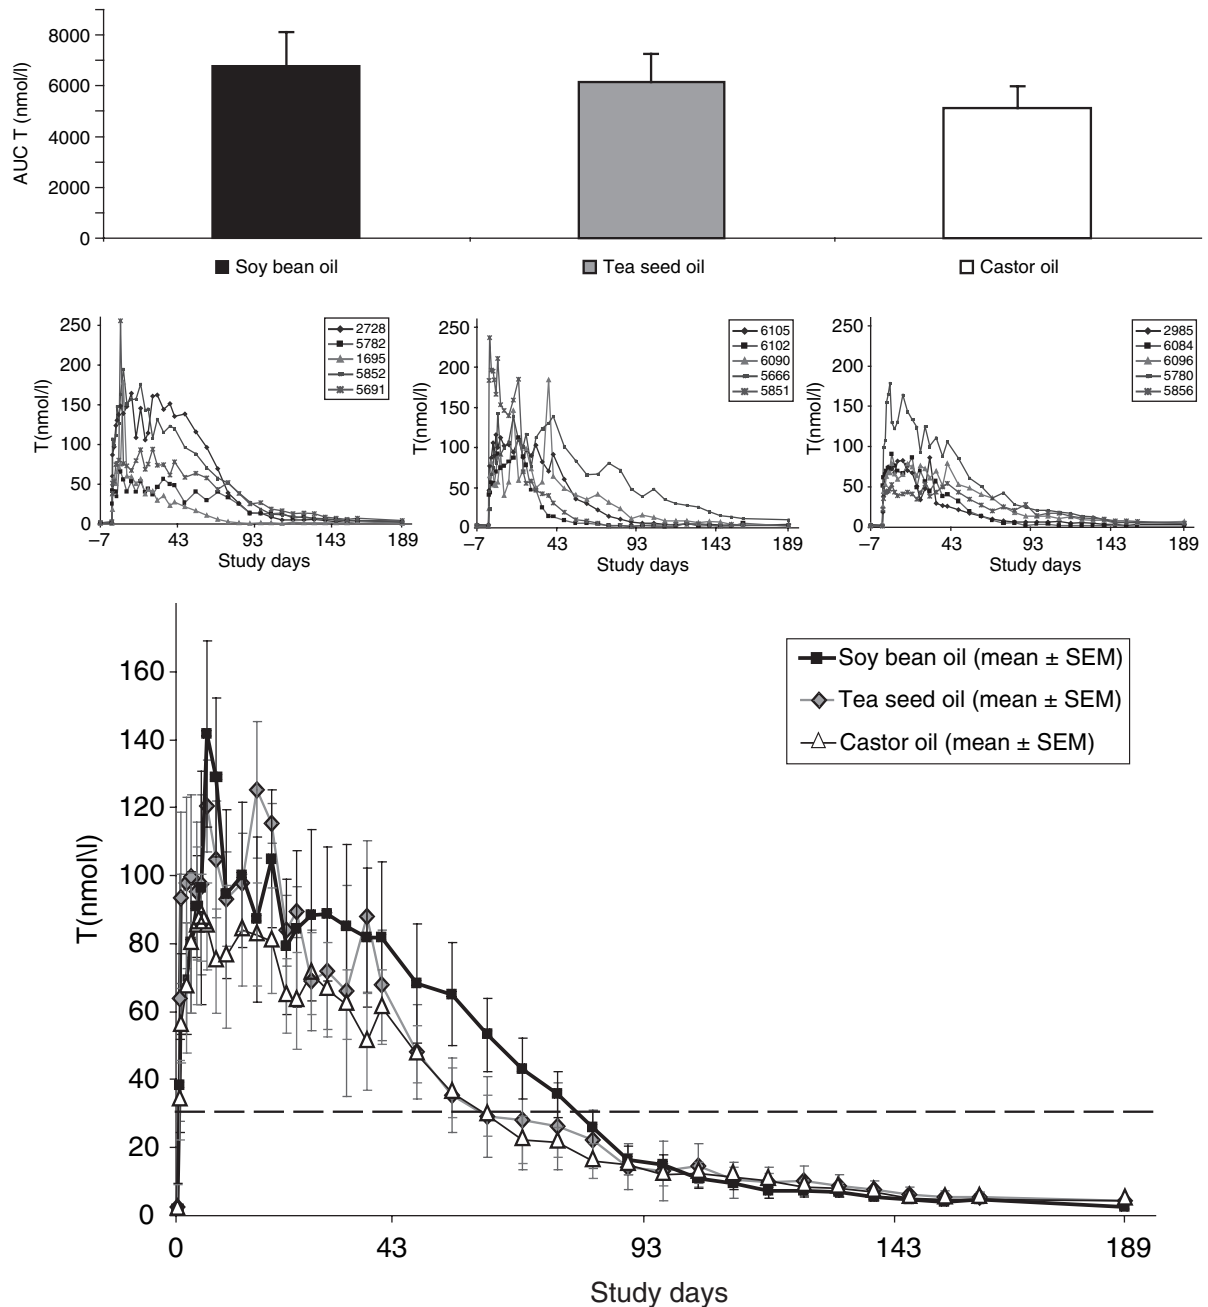 8000
6000
4000
2000
0
AUC T (nmol/l)
Soy bean oil
Tea seed oil
Castor oil
250
200
150
100
50
0
T(nmol/l)
2728
5782
1695
5852
5691
–7 43 93 143 189
Study days
250
200
150
100
50
0
T(nmol/l)
6105
6102
6090
5666
5851
–7 43 93 143 189
Study days
250
200
150
100
50
0
T(nmol/l)
2985
6084
6096
5780
5856
–7 43 93 143 189
Study days
160
140
120
100
80
60
40
20
0
T(nmol\l)
Soy bean oil (mean ± SEM)
Tea seed oil (mean ± SEM)
Castor oil (mean ± SEM)
0 43 93 143 189
Study days